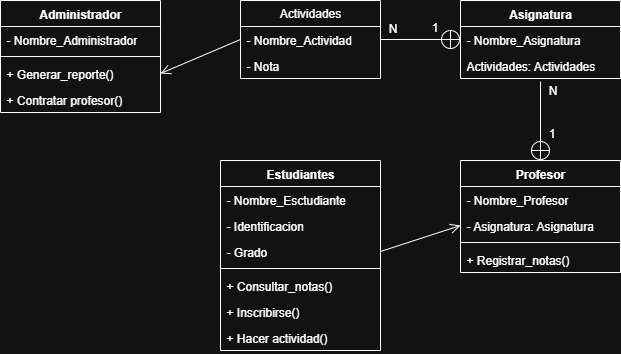 Administrador
- Nombre_Administrador
+ Generar_reporte()
+ Contratar profesor()
Actividades
- Nombre_Actividad
- Nota
N
1
Asignatura
- Nombre_Asignatura
Actividades: Actividades
N
1
Estudiantes
- Nombre_Esctudiante
- Identificacion
- Grado
+ Consultar_notas()
+ Inscribirse()
+ Hacer actividad()
Profesor
- Nombre_Profesor
- Asignatura: Asignatura
+ Registrar_notas()